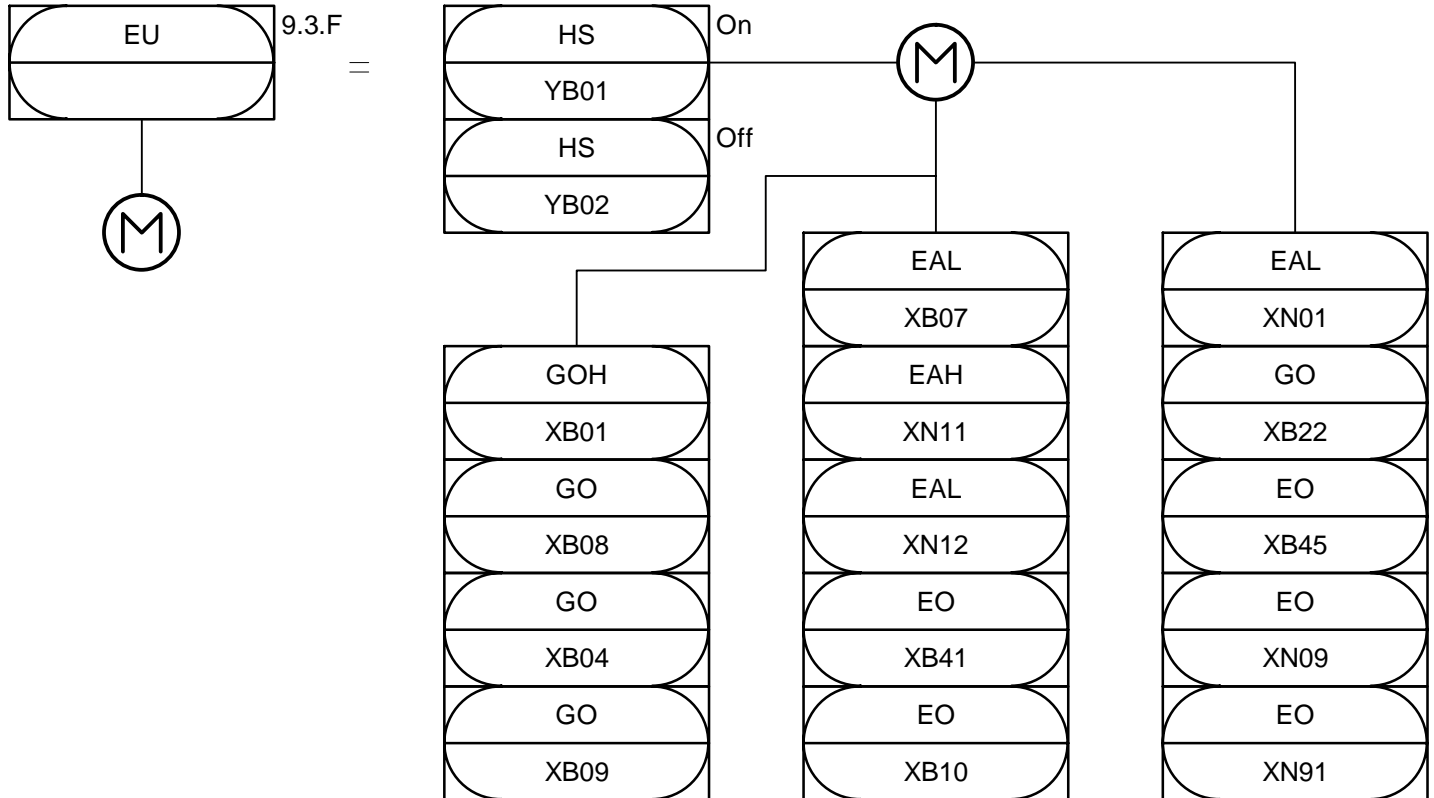 EU
9.3.F
=
HS
On
YB01
HS
Off
YB02
M
M
GOH
XB01
GO
XB08
GO
XB04
GO
XB09
EAL
XB07
EAH
XN11
EAL
XN12
EO
XB41
EO
XB10
EAL
XN01
GO
XB22
EO
XB45
EO
XN09
EO
XN91